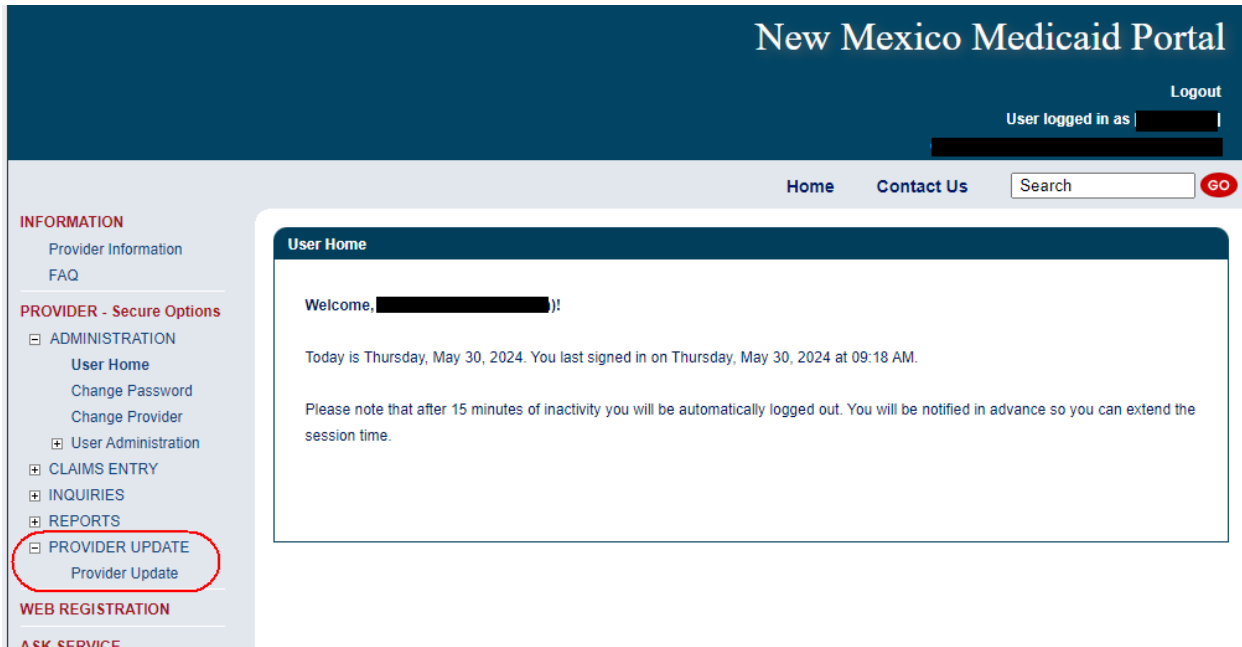 New Mexico Medicaid Portal
Logout
User logged in as
Home Contact Us Search GO
INFORMATION
Provider Information
FAQ
PROVIDER - Secure Options
ADMINISTRATION
User Home
Change Password
Change Provider
User Administration
CLAIMS ENTRY
INQUIRIES
REPORTS
PROVIDER UPDATE
Provider Update
WEB REGISTRATION
ASK SERVICE
User Home
Welcome, )!
Today is Thursday, May 30, 2024. You last signed in on Thursday, May 30, 2024 at 09:18 AM.
Please note that after 15 minutes of inactivity you will be automatically logged out. You will be notified in advance so you can extend the
session time.